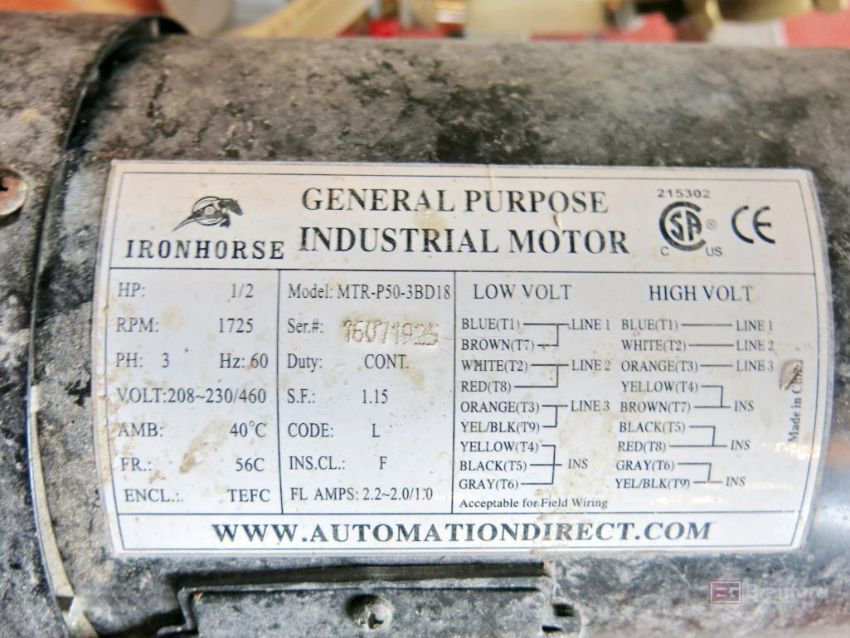 GENERAL PURPOSE
INDUSTRIAL MOTOR
IRONHORSE
215302
CSA ®
C US
CE
HP: 1/2
RPM: 1725
PH: 3 Hz: 60
VOLT:208~230/460
AMB: 40°C
FR.: 56C
ENCL.: TEFC
Model: MTR-P50-3BD18
Ser.#:
Duty: CONT.
S.F.: 1.15
CODE: L
INS.CL.: F
FL AMPS: 2.2~2.0/1.0
LOW VOLT
BLUE(T1) LINE 1
BROWN(T7)
WHITE(T2) LINE 2
RED(T8)
ORANGE(T3) LINE 3
YEL/BLK(T9)
YELLOW(T4)
BLACK(T5) INS
GRAY(T6)
Acceptable for Field Wiring
HIGH VOLT
BLUE(T1) LINE 1
WHITE(T2) LINE 2
ORANGE(T3) LINE 3
YELLOW(T4)
BROWN(T7) INS
BLACK(T5)
RED(T8) INS
GRAY(T6)
YEL/BLK(T9) INS
Made in
WWW.AUTOMATIONDIRECT.COM